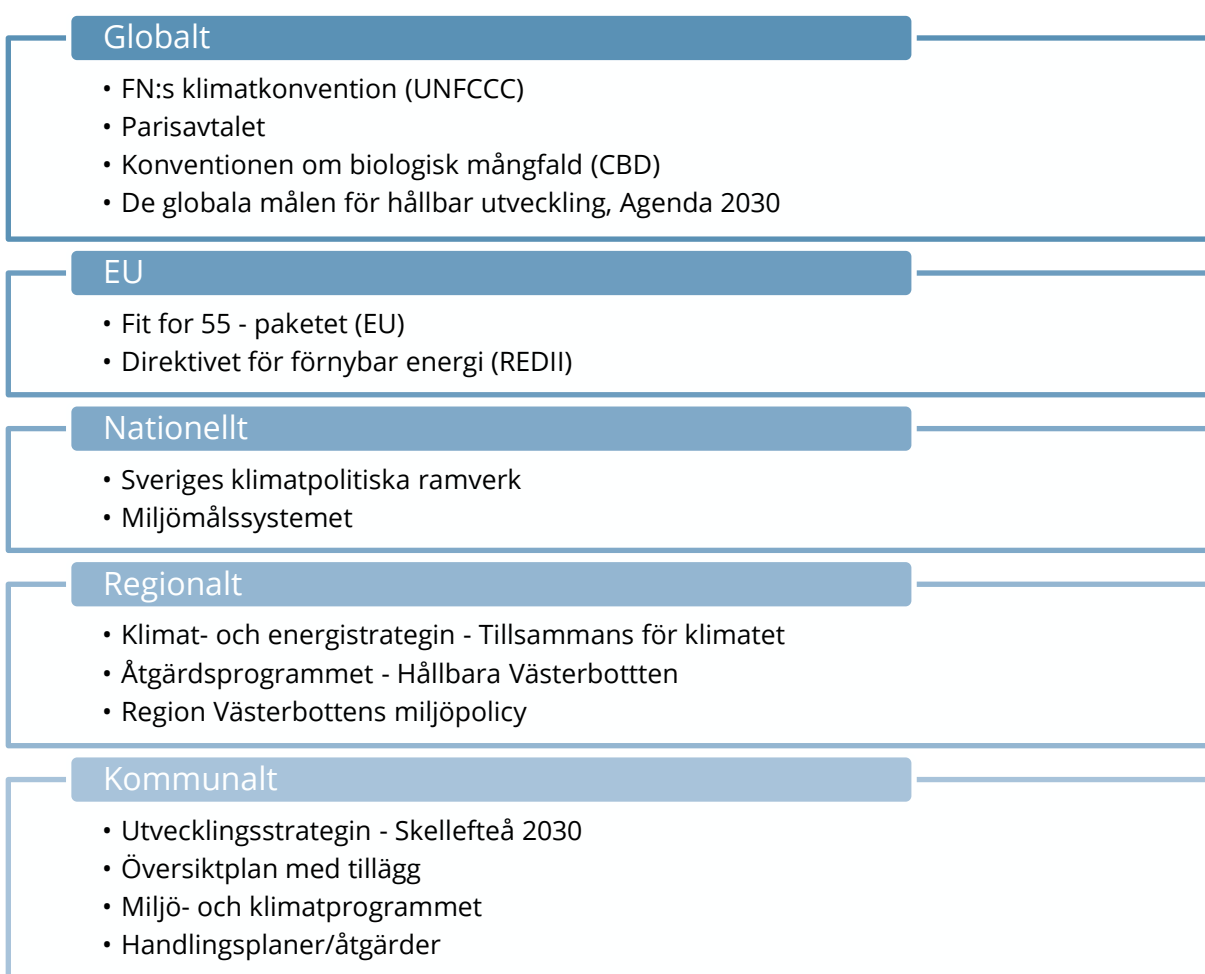 Globalt
• FN:s klimatkonvention (UNFCCC)
• Parisavtalet
• Konventionen om biologisk mångfald (CBD)
• De globala målen för hållbar utveckling, Agenda 2030
EU
• Fit for 55 - paketet (EU)
• Direktivet för förnybar energi (REDII)
Nationellt
• Sveriges klimatpolitiska ramverk
• Miljömålssystemet
Regionalt
• Klimat- och energistrategin - Tillsammans för klimatet
• Åtgärdsprogrammet - Hållbara Västerbottten
• Region Västerbottens miljöpolicy
Kommunalt
• Utvecklingsstrategin - Skellefteå 2030
• Översiktplan med tillägg
• Miljö- och klimatprogrammet
• Handlingsplaner/åtgärder